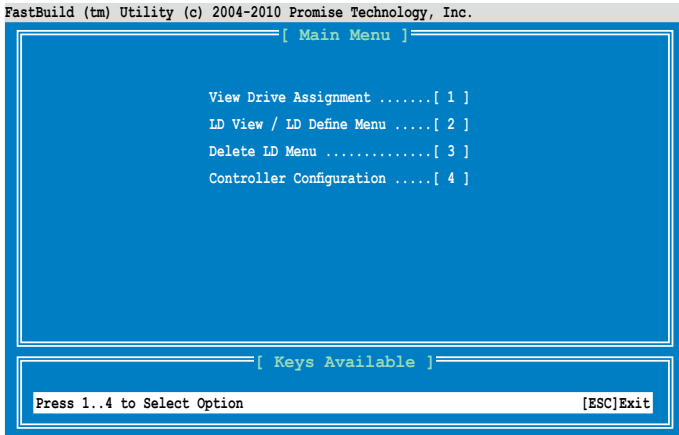 FastBuild (tm) Utility (c) 2004-2010 Promise Technology, Inc.
[ Main Menu ]
View Drive Assignment .......[ 1 ]
LD View / LD Define Menu .....[ 2 ]
Delete LD Menu ..............[ 3 ]
Controller Configuration .....[ 4 ]
[ Keys Available ]
Press 1..4 to Select Option [ESC]Exit